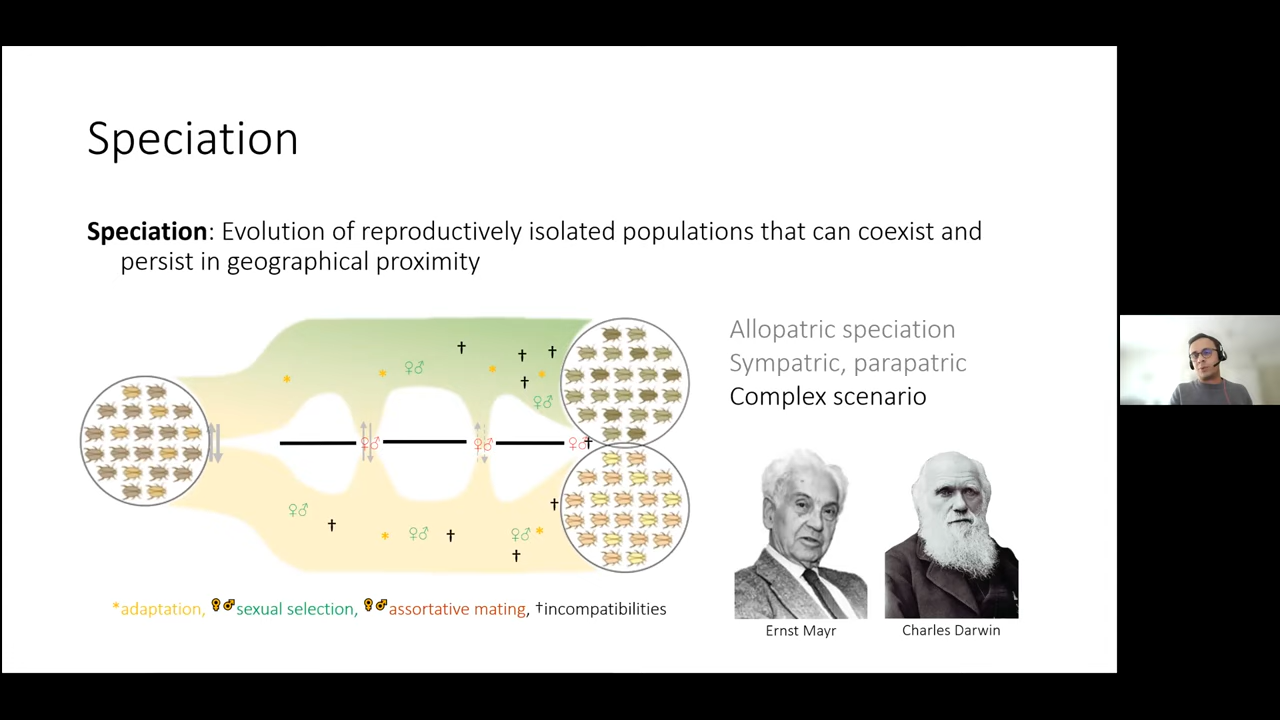 Speciation
Speciation: Evolution of reproductively isolated populations that can coexist and
persist in geographical proximity
Allopatric speciation
Sympatric, parapatric
Complex scenario
*adaptation, ♀♂sexual selection, ♀♂assortative mating, †incompatibilities
Ernst Mayr
Charles Darwin